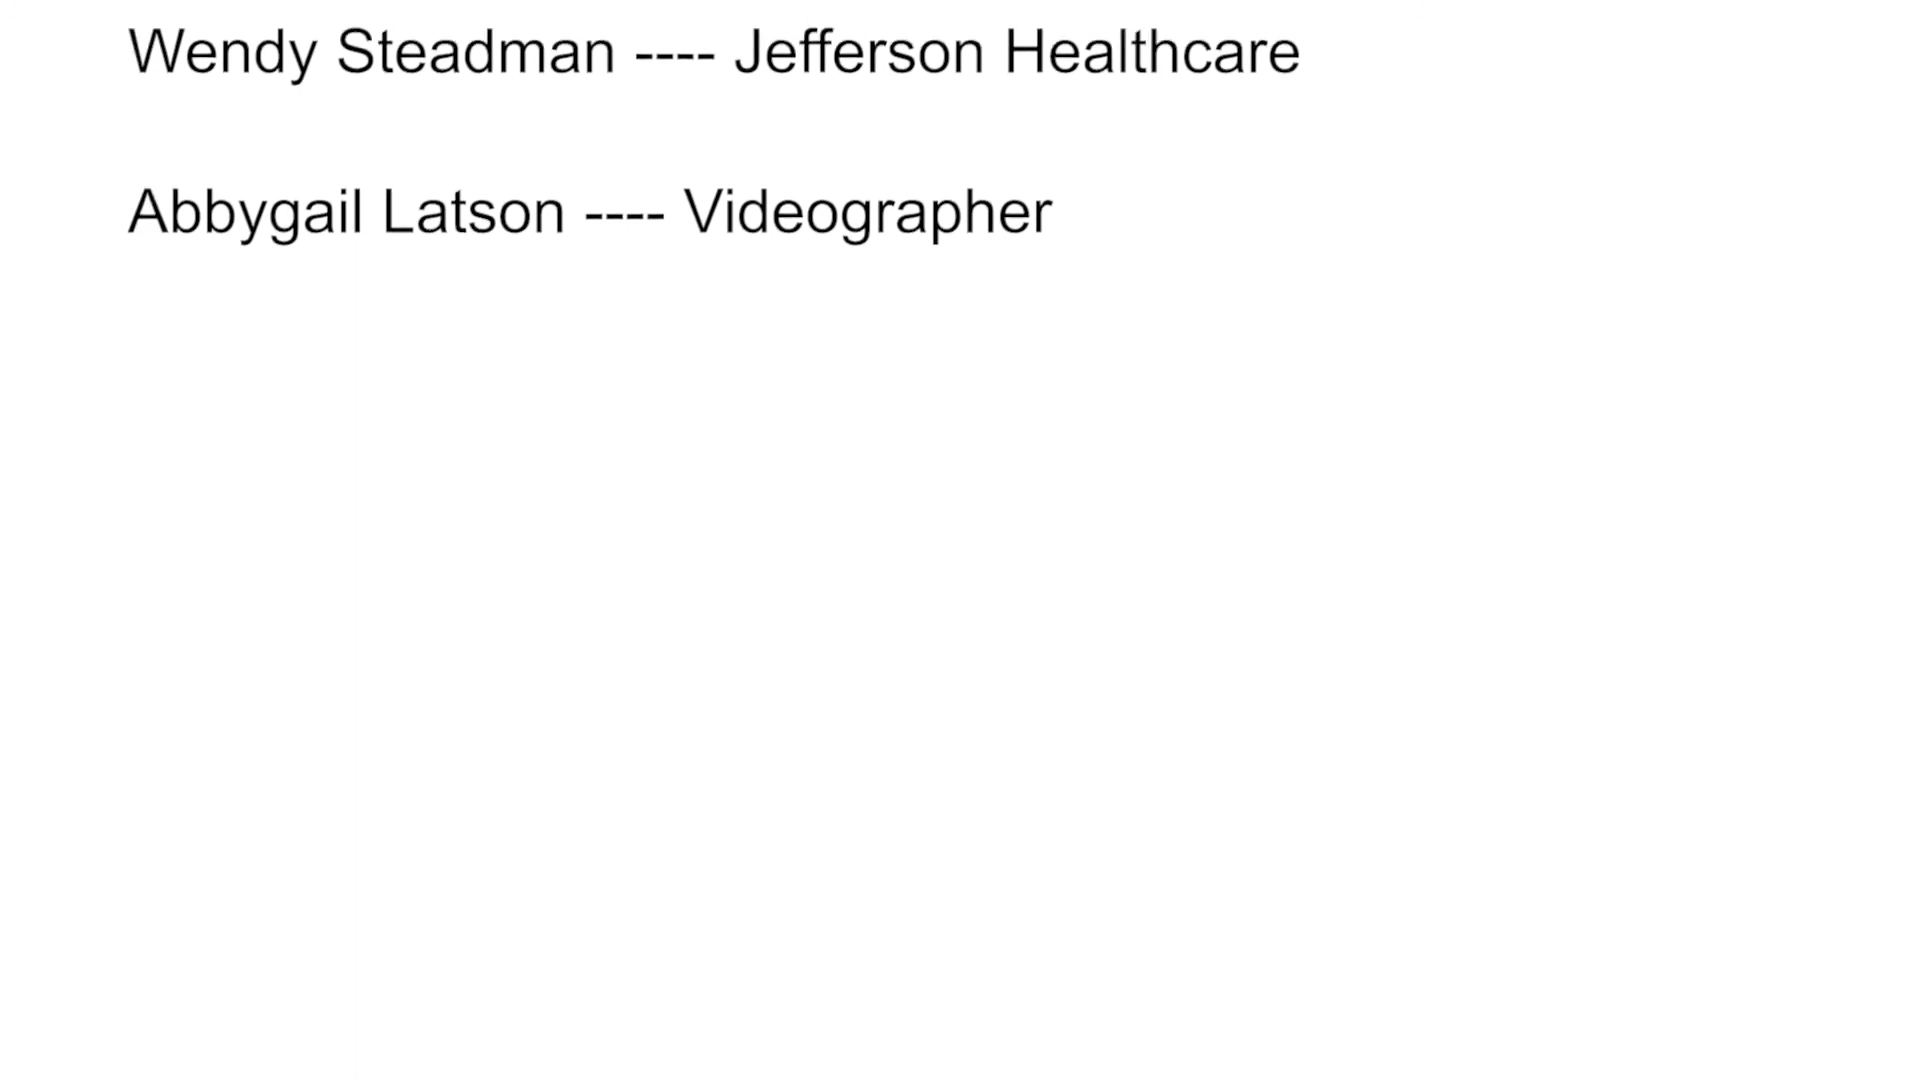 Wendy Steadman ---- Jefferson Healthcare
Abbygail Latson ---- Videographer